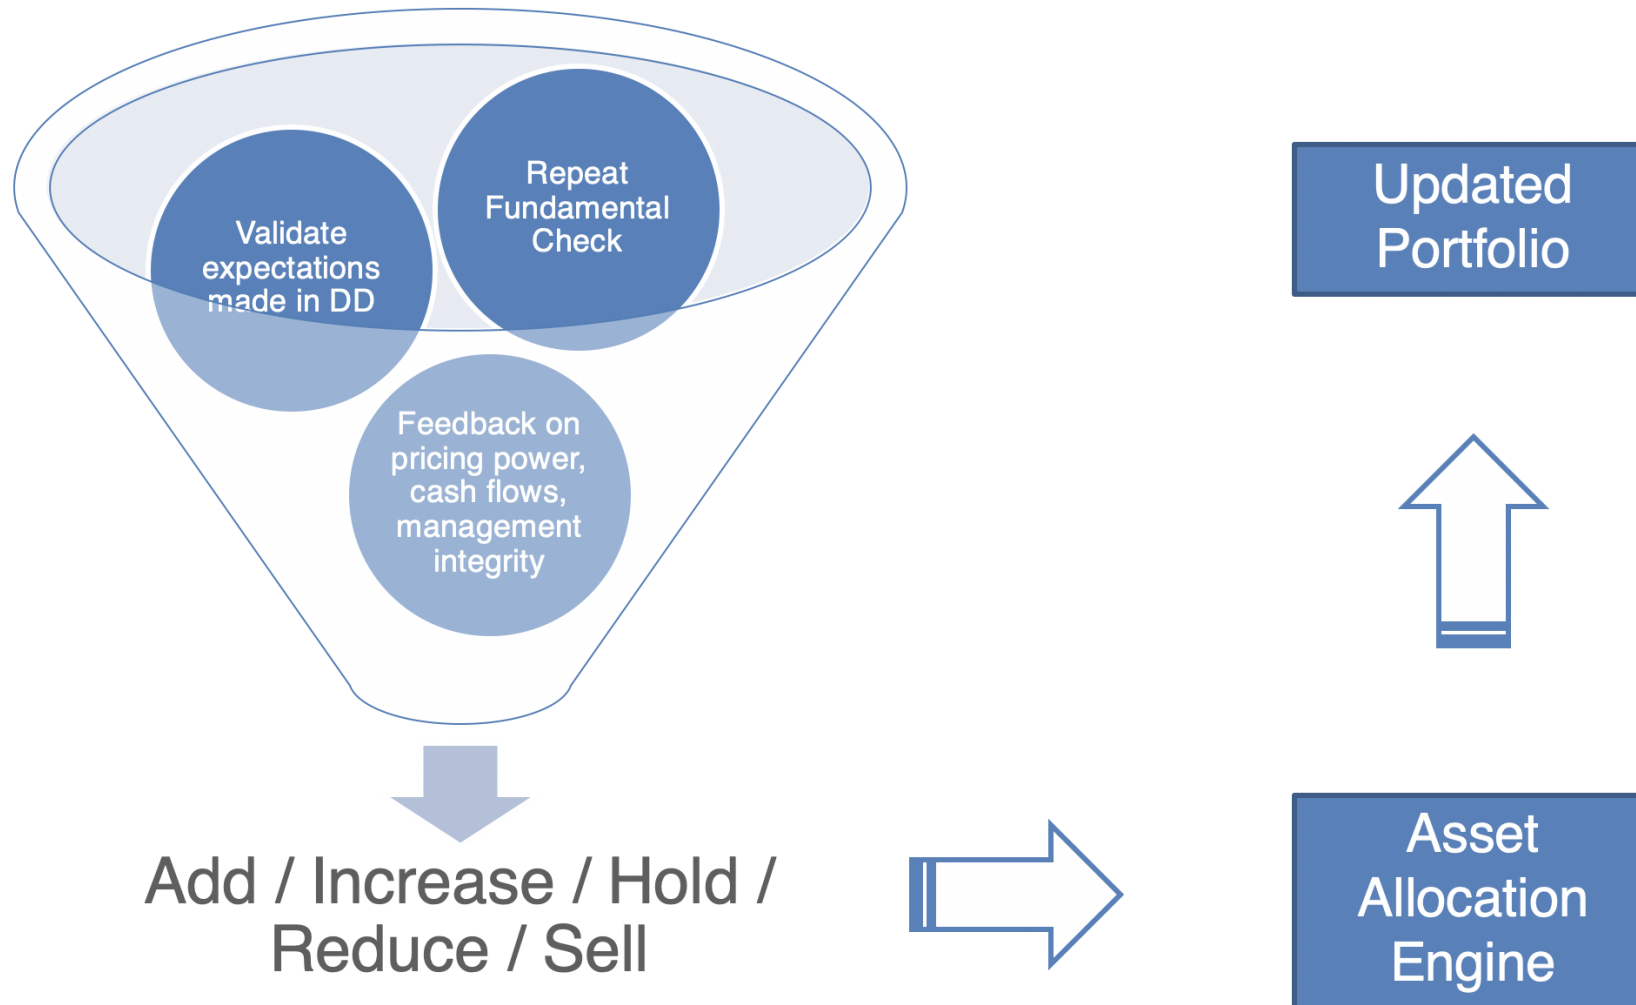 Repeat
Fundamental
Check
Validate
expectations
made in DD
Feedback on
pricing power,
cash flows,
management
integrity
Add / Increase / Hold /
Reduce / Sell
Asset
Allocation
Engine
Updated
Portfolio